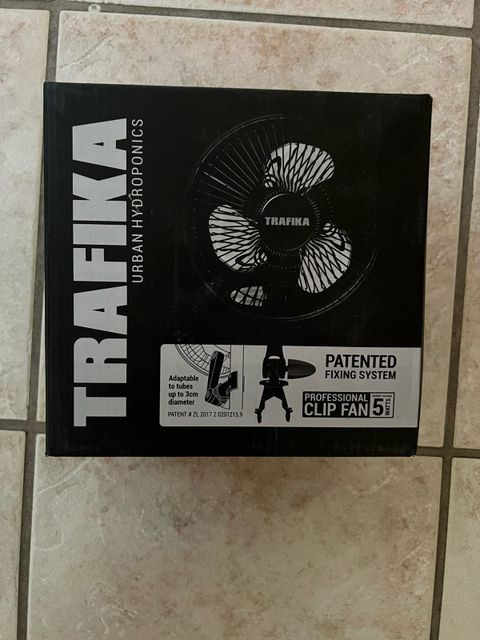 TRAFIKA
URBAN HYDROPONICS
TRAFIKA
Adaptable
to tubes
up to 3cm
diameter
PATENT # ZL 2017 2 0201215.9
PATENTED
FIXING SYSTEM
PROFESSIONAL
CLIP FAN
5
WATTS